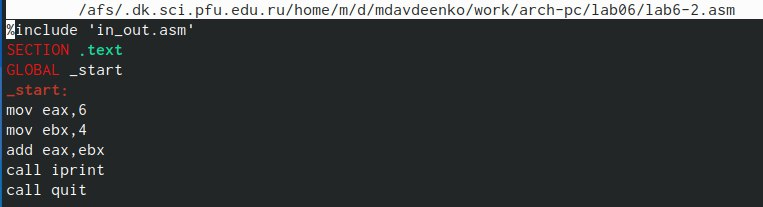 /afs/.dk.sci.pfu.edu.ru/home/m/d/mdavdeenko/work/arch-pc/lab06/lab6-2.asm
%include 'in_out.asm'
SECTION .text
GLOBAL _start
_start:
mov eax,6
mov ebx,4
add eax,ebx
call iprint
call quit